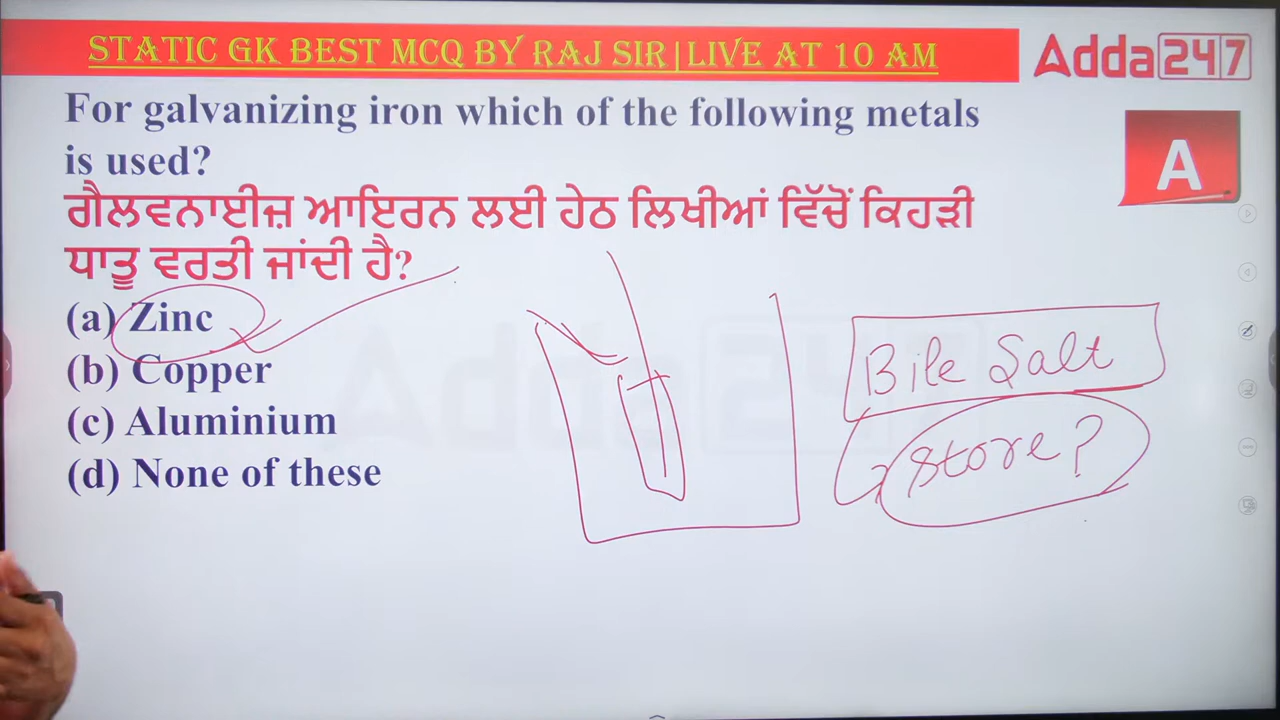 STATIC GK BEST MCQ BY RAJ SIR|LIVE AT 10 AM
Adda247
For galvanizing iron which of the following metals
is used?
A
ਗੈਲਵਨਾਈਜ਼ ਆਇਰਨ ਲਈ ਹੇਠ ਲਿਖੀਆਂ ਵਿੱਚੋਂ ਕਿਹੜੀ
ਧਾਤੂ ਵਰਤੀ ਜਾਂਦੀ ਹੈ?
(a) Zinc
(b) Copper
(c) Aluminium
(d) None of these
Bile Salt
Store?
Adda247